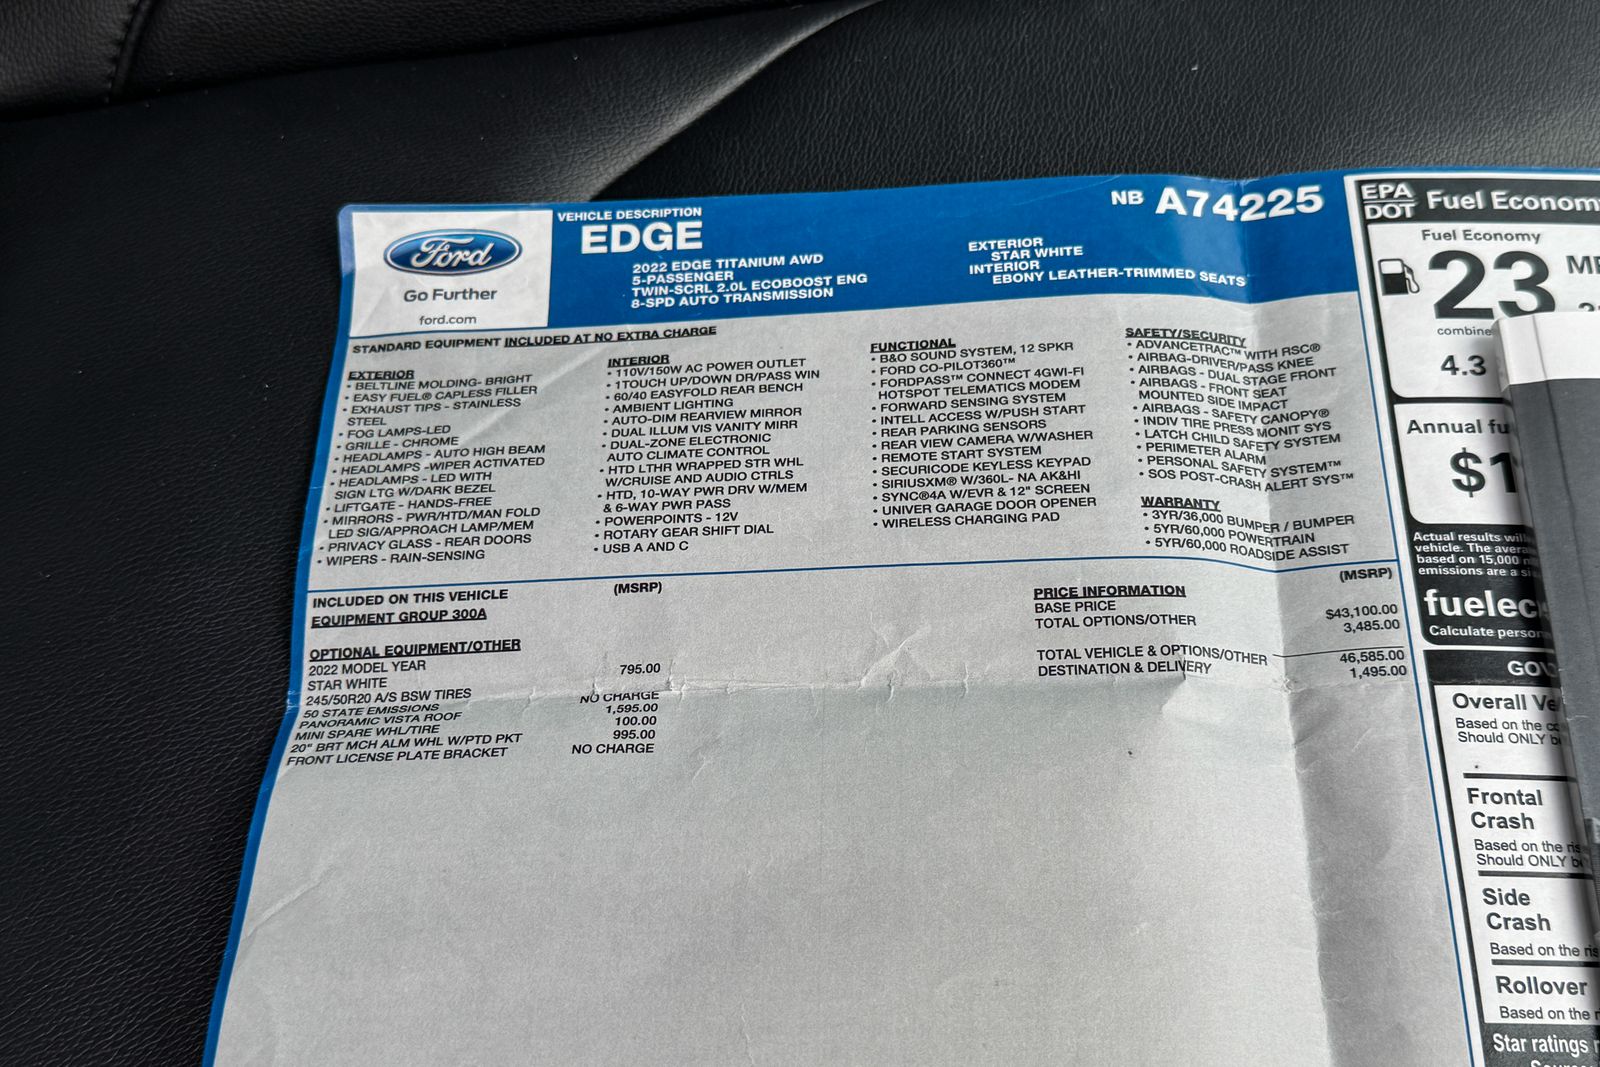 Ford
Go Further
ford.com
VEHICLE DESCRIPTION
EDGE
2022 EDGE TITANIUM AWD
5-PASSENGER
TWIN-SCRL 2.0L ECOBOOST ENG
8-SPD AUTO TRANSMISSION
NB A74225
EXTERIOR
STAR WHITE
INTERIOR
EBONY LEATHER-TRIMMED SEATS
STANDARD EQUIPMENT INCLUDED AT NO EXTRA CHARGE
EXTERIOR
• BELTLINE MOLDING- BRIGHT
• EASY FUEL® CAPLESS FILLER
• EXHAUST TIPS - STAINLESS
STEEL
• FOG LAMPS-LED
• GRILLE - CHROME
• HEADLAMPS - AUTO HIGH BEAM
• HEADLAMPS -WIPER ACTIVATED
• HEADLAMPS - LED WITH
SIGN LTG W/DARK BEZEL
• LIFTGATE - HANDS-FREE
• MIRRORS - PWR/HTD/MAN FOLD
LED SIG/APPROACH LAMP/MEM
• PRIVACY GLASS - REAR DOORS
• WIPERS - RAIN-SENSING
INTERIOR
• 110V/150W AC POWER OUTLET
• 1TOUCH UP/DOWN DR/PASS WIN
• 60/40 EASYFOLD REAR BENCH
• AMBIENT LIGHTING
• AUTO-DIM REARVIEW MIRROR
• DUAL ILLUM VIS VANITY MIRR
• DUAL-ZONE ELECTRONIC
AUTO CLIMATE CONTROL
• HTD LTHR WRAPPED STR WHL
W/CRUISE AND AUDIO CTRLS
• HTD, 10-WAY PWR DRV W/MEM
& 6-WAY PWR PASS
• POWERPOINTS - 12V
• ROTARY GEAR SHIFT DIAL
• USB A AND C
FUNCTIONAL
• B&O SOUND SYSTEM, 12 SPKR
• FORD CO-PILOT360™
• FORDPASS™ CONNECT 4GWI-FI
HOTSPOT TELEMATICS MODEM
• FORWARD SENSING SYSTEM
• INTELL ACCESS W/PUSH START
• REAR PARKING SENSORS
• REAR VIEW CAMERA W/WASHER
• REMOTE START SYSTEM
• SECURICODE KEYLESS KEYPAD
• SIRIUSXM® W/360L- NA AK&HI
• SYNC®4A W/EVR & 12" SCREEN
• UNIVER GARAGE DOOR OPENER
• WIRELESS CHARGING PAD
SAFETY/SECURITY
• ADVANCETRAC™ WITH RSC®
• AIRBAG-DRIVER/PASS KNEE
• AIRBAGS - DUAL STAGE FRONT
• AIRBAGS - FRONT SEAT
MOUNTED SIDE IMPACT
• AIRBAGS - SAFETY CANOPY®
• INDIV TIRE PRESS MONIT SYS
• LATCH CHILD SAFETY SYSTEM
• PERIMETER ALARM
• PERSONAL SAFETY SYSTEM™
• SOS POST-CRASH ALERT SYS™
WARRANTY
• 3YR/36,000 BUMPER / BUMPER
• 5YR/60,000 POWERTRAIN
• 5YR/60,000 ROADSIDE ASSIST
INCLUDED ON THIS VEHICLE (MSRP)
EQUIPMENT GROUP 300A
OPTIONAL EQUIPMENT/OTHER
2022 MODEL YEAR
STAR WHITE 795.00
245/50R20 A/S BSW TIRES
50 STATE EMISSIONS NO CHARGE
PANORAMIC VISTA ROOF 1,595.00
MINI SPARE WHL/TIRE 100.00
20" BRT MCH ALM WHL W/PTD PKT 995.00
FRONT LICENSE PLATE BRACKET NO CHARGE
PRICE INFORMATION (MSRP)
BASE PRICE $43,100.00
TOTAL OPTIONS/OTHER 3,485.00
TOTAL VEHICLE & OPTIONS/OTHER 46,585.00
DESTINATION & DELIVERY 1,495.00
EPA
DOT
Fuel Econom
Fuel Economy
23
combine
4.3
Annual fu
$1
Actual results will
vehicle. The avera
based on 15,000
emissions are a si
fuelec
Calculate person
GOV
Overall Ve
Based on the co
Should ONLY b
Frontal
Crash
Based on the ris
Should ONLY be
Side
Crash
Based on the ris
Rollover
Based on the r
Star ratings r